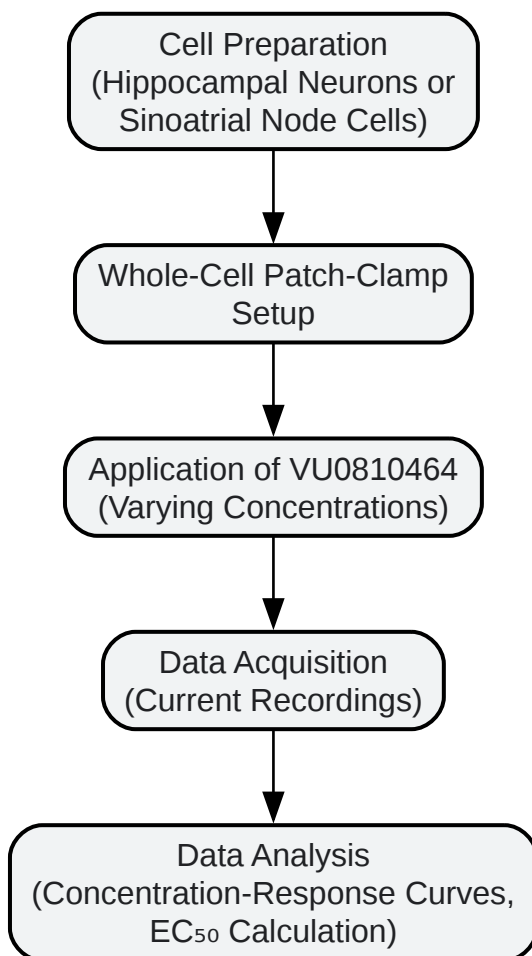 Cell Preparation
(Hippocampal Neurons or
Sinoatrial Node Cells)
Whole-Cell Patch-Clamp
Setup
Application of VU0810464
(Varying Concentrations)
Data Acquisition
(Current Recordings)
Data Analysis
(Concentration-Response Curves,
EC₅₀ Calculation)